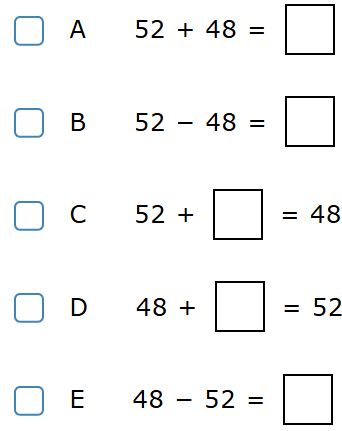 A 52 + 48 =
B 52 − 48 =
C 52 + = 48
D 48 + = 52
E 48 − 52 =